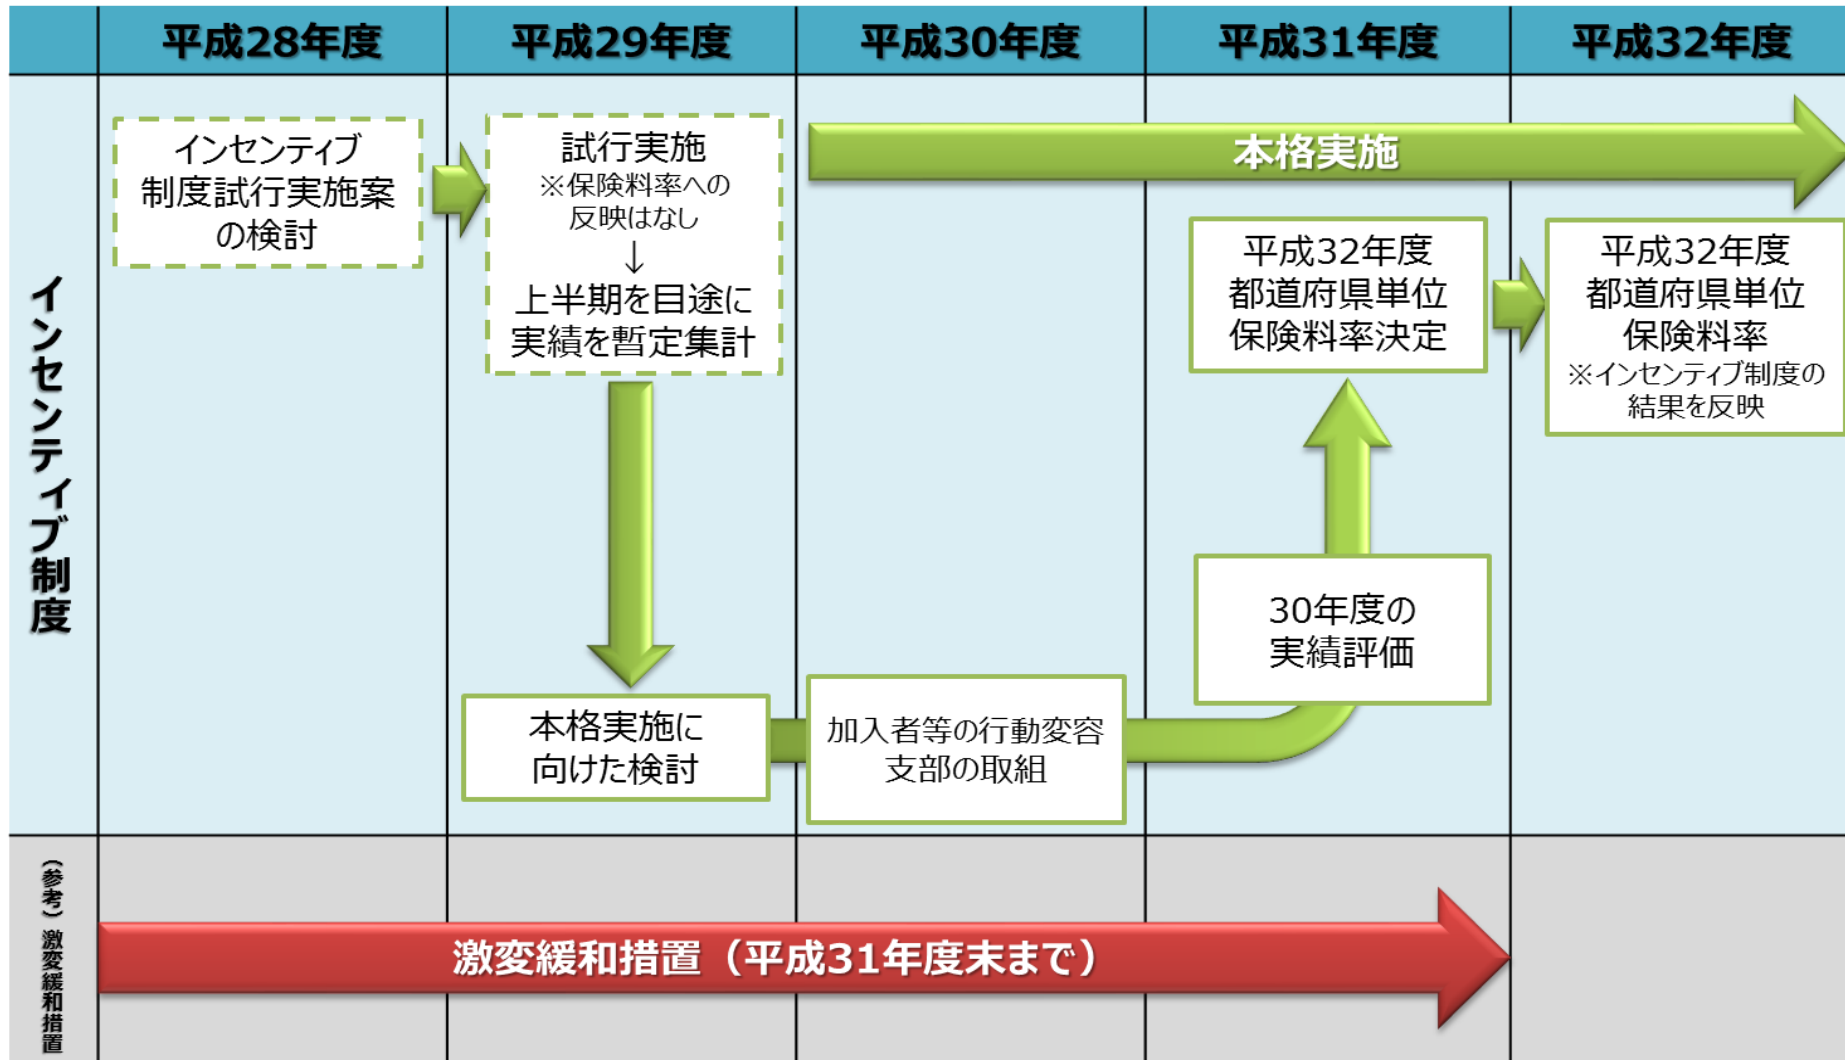 平成28年度
平成29年度
平成30年度
平成31年度
平成32年度
インセンティブ制度
インセンティブ
制度試行実施案
の検討
試行実施
※保険料率への
反映はなし
↓
上半期を目途に
実績を暫定集計
本格実施
平成32年度
都道府県単位
保険料率決定
平成32年度
都道府県単位
保険料率
※インセンティブ制度の
結果を反映
30年度の
実績評価
本格実施に
向けた検討
加入者等の行動変容
支部の取組
（参考）激変緩和措置
激変緩和措置（平成31年度末まで）